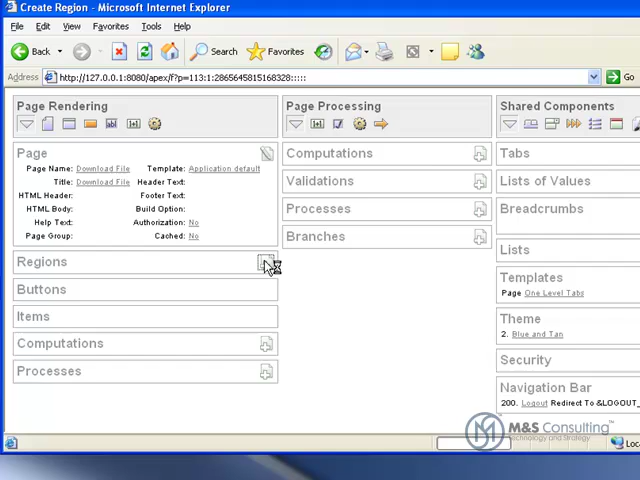 Create Region - Microsoft Internet Explorer
File Edit View Favorites Tools Help
Back Search Favorites
Address http://127.0.0.1:8080/apex/f?p=113:1:2865645815168328::::: Go
Page Rendering
Page
Page Name: Download File Template: Application default
Title: Download File Header Text:
HTML Header: Footer Text:
HTML Body: Build Option:
Help Text: Authorization: No
Page Group: Cached: No
Regions
Buttons
Items
Computations
Processes
Page Processing
Computations
Validations
Processes
Branches
Shared Components
Tabs
Lists of Values
Breadcrumbs
Lists
Templates
Page One Level Tabs
Theme
2. Blue and Tan
Security
Navigation Bar
200. Logout Redirect To &LOGOUT_
M&S Consulting
Technology and Strategy
Loc